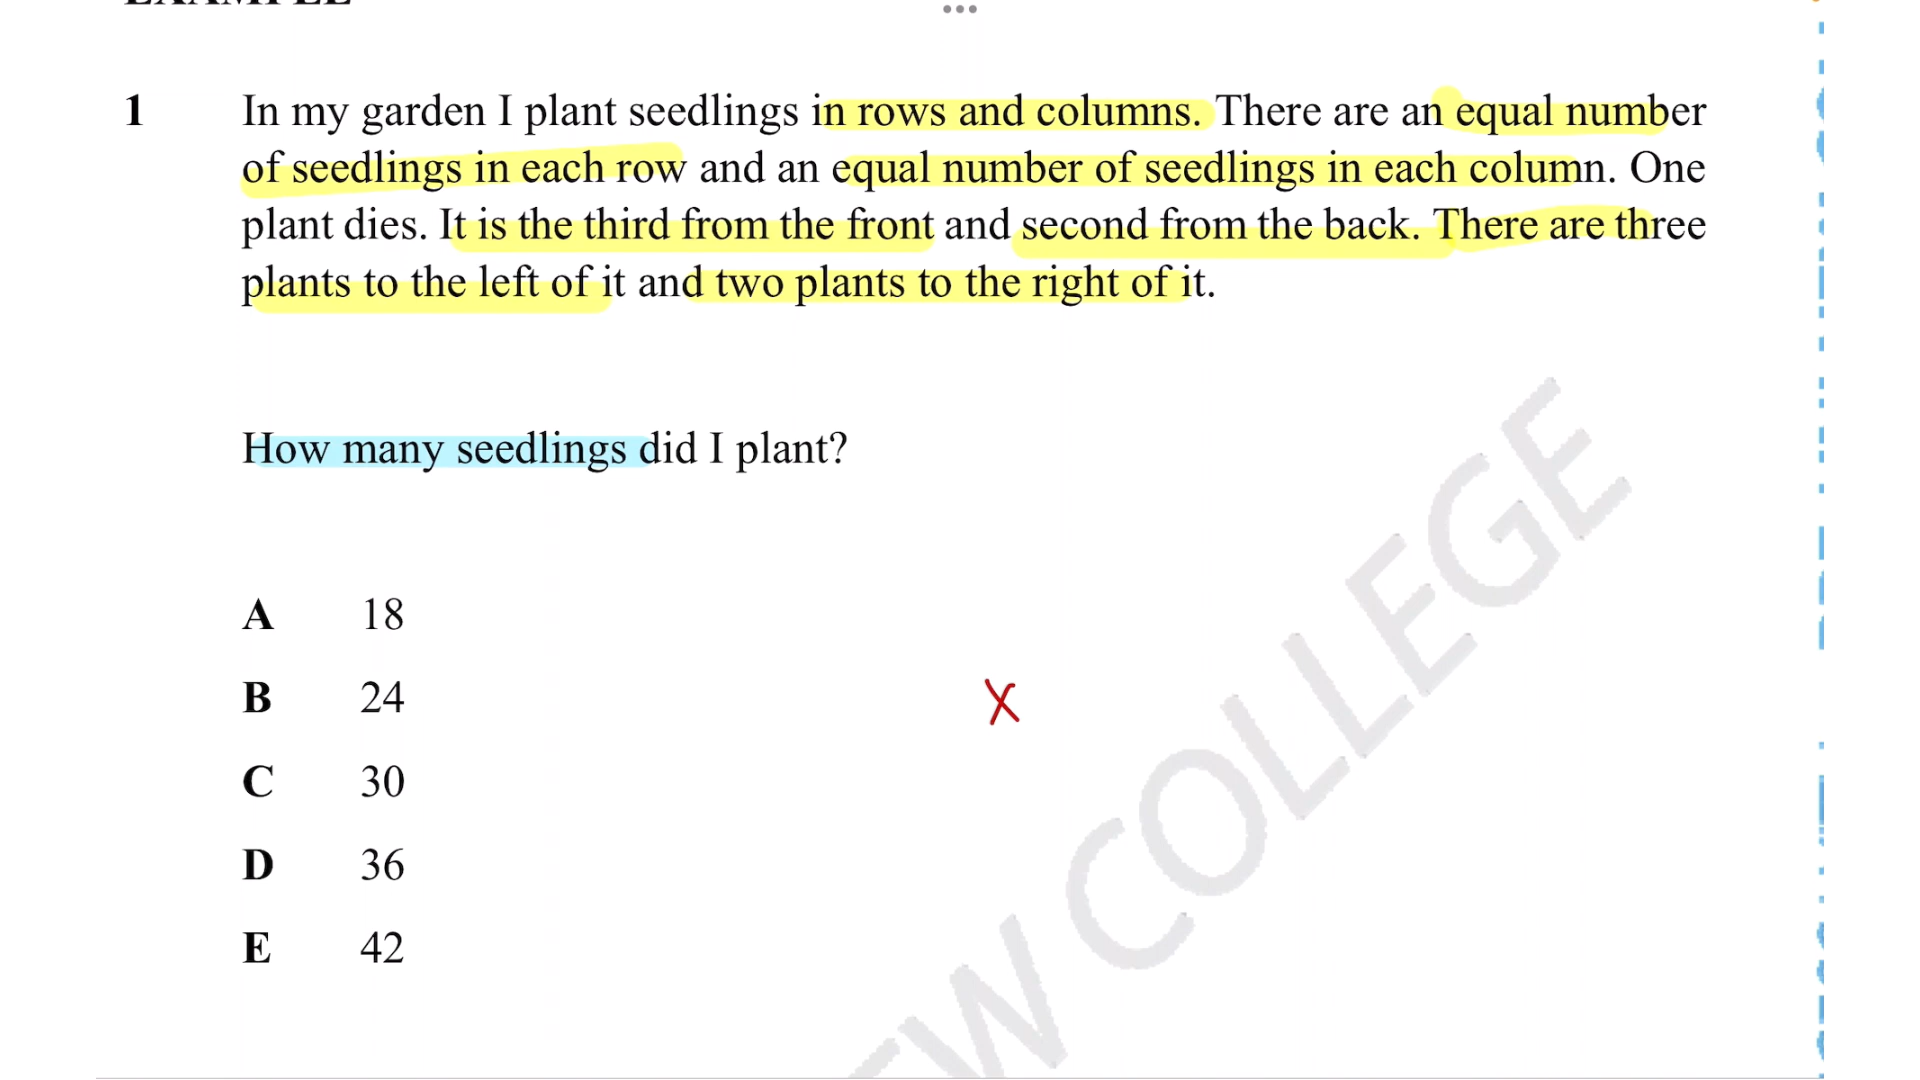 EXAMPLE
1 In my garden I plant seedlings in rows and columns. There are an equal number
of seedlings in each row and an equal number of seedlings in each column. One
plant dies. It is the third from the front and second from the back. There are three
plants to the left of it and two plants to the right of it.
How many seedlings did I plant?
A 18
B 24
X
C 30
D 36
E 42
EW COLLEGE